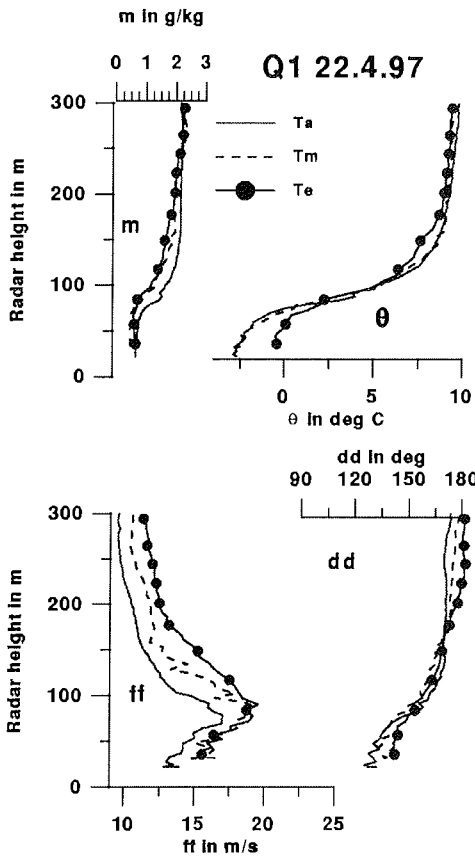 m in g/kg
0 1 2 3
Q1 22.4.97
300
200
100
0
Radar height in m
Ta
Tm
Te
m
θ
0 5 10
θ in deg C
dd in deg
90 120 150 180
300
200
100
0
Radar height in m
dd
ff
10 15 20 25
ff in m/s